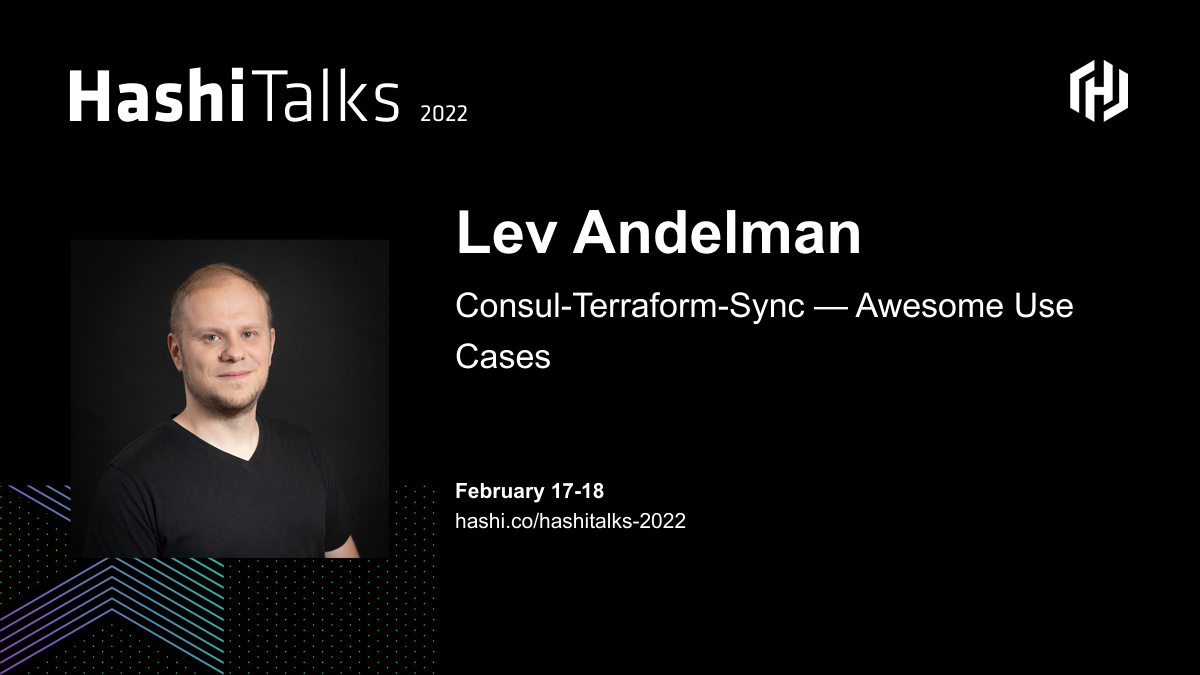 HashiTalks 2022
Lev Andelman
Consul-Terraform-Sync — Awesome Use
Cases
February 17-18
hashi.co/hashitalks-2022